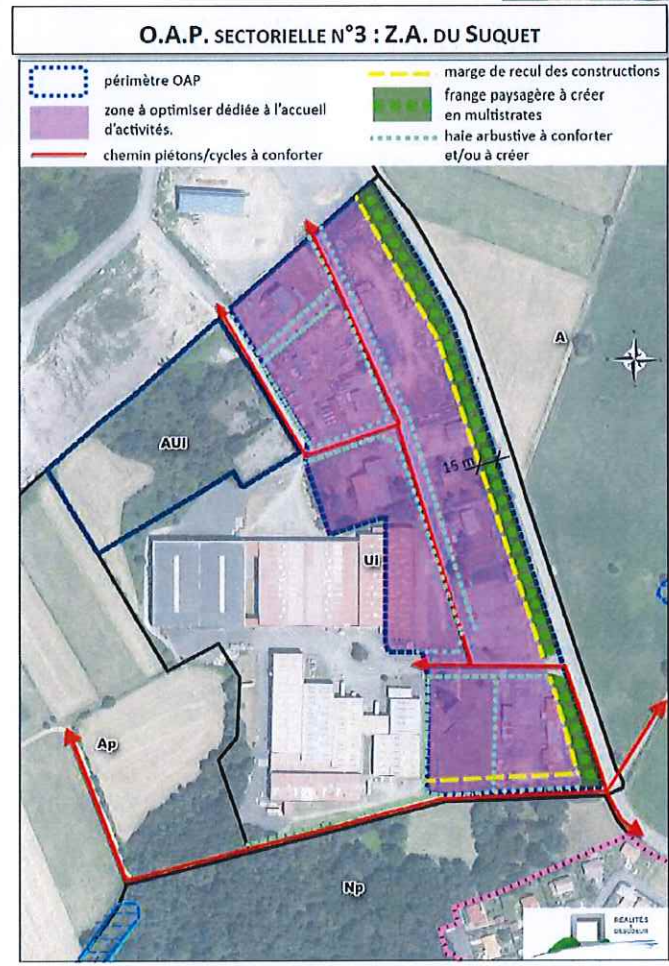 O.A.P. SECTORIELLE N°3 : Z.A. DU SUQUET
périmètre OAP
zone à optimiser dédiée à l'accueil
d'activités.
chemin piétons/cycles à conforter
marge de recul des constructions
frange paysagère à créer
en multistrates
haie arbustive à conforter
et/ou à créer
A
AUi
15 m
Ui
Ap
Np
REALITÉS
&